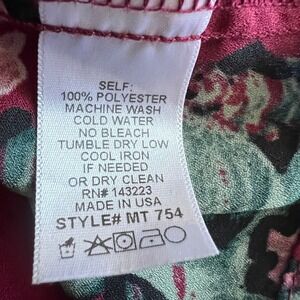 SELF:
100% POLYESTER
MACHINE WASH
COLD WATER
NO BLEACH
TUMBLE DRY LOW
COOL IRON
IF NEEDED
OR DRY CLEAN
RN# 143223
MADE IN USA
STYLE# MT 754